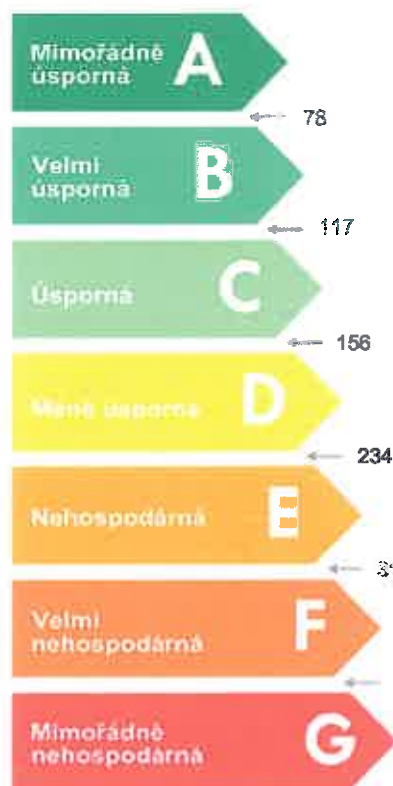 Mimořádně
úsporná
A
78
Velmi
úsporná
B
117
Úsporná
C
156
Méně úsporná
D
234
Nehospodárná
E
Velmi
nehospodárná
F
Mimořádně
nehospodárná
G